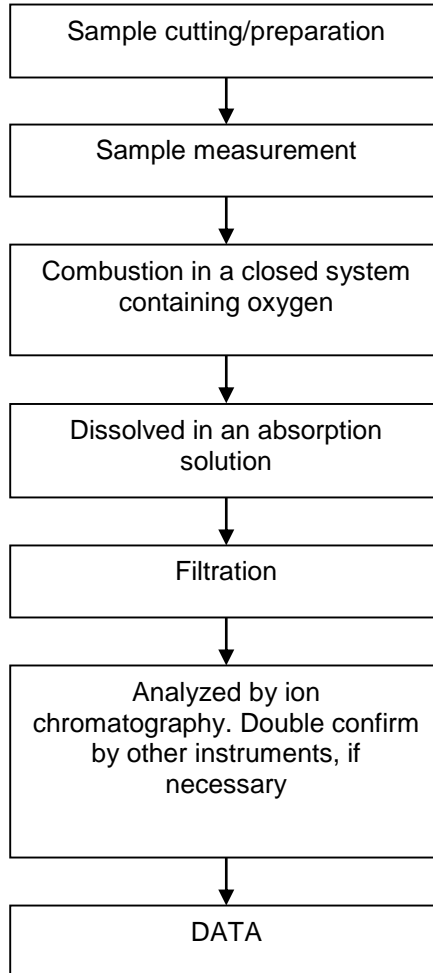 Sample cutting/preparation
Sample measurement
Combustion in a closed system
containing oxygen
Dissolved in an absorption
solution
Filtration
Analyzed by ion
chromatography. Double confirm
by other instruments, if
necessary
DATA